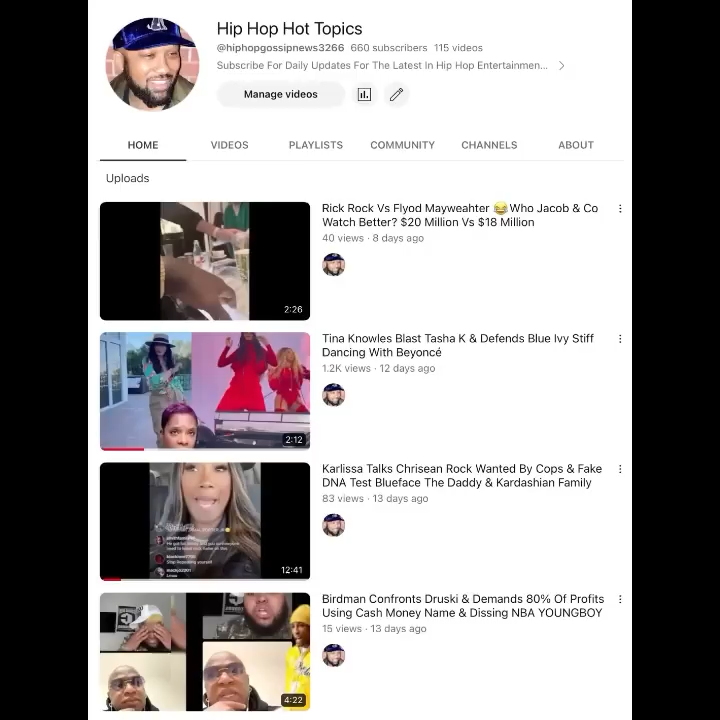 Hip Hop Hot Topics
@hiphopgossipnews3266 660 subscribers 115 videos
Subscribe For Daily Updates For The Latest In Hip Hop Entertainmen...
Manage videos
HOME VIDEOS PLAYLISTS COMMUNITY CHANNELS ABOUT
Uploads
Rick Rock Vs Flyod Mayweahter 😂 Who Jacob & Co
Watch Better? $20 Million Vs $18 Million
40 views · 8 days ago
2:26
Tina Knowles Blast Tasha K & Defends Blue Ivy Stiff
Dancing With Beyoncé
1.2K views · 12 days ago
2:12
Karlissa Talks Chrisean Rock Wanted By Cops & Fake
DNA Test Blueface The Daddy & Kardashian Family
83 views · 13 days ago
Stop Repeating yourself
12:41
Birdman Confronts Druski & Demands 80% Of Profits
Using Cash Money Name & Dissing NBA YOUNGBOY
15 views · 13 days ago
4:22